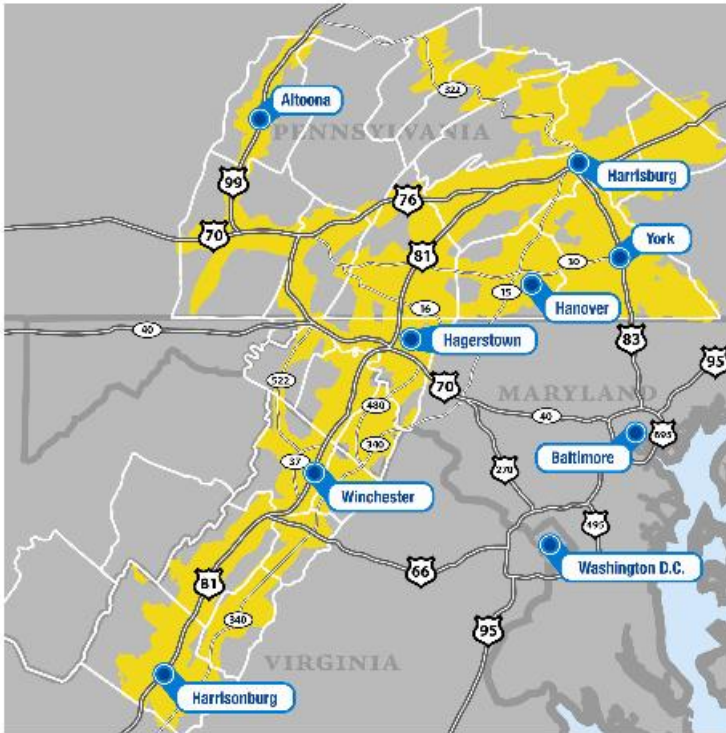 322
Altoona
PENNSYLVANIA
Harrisburg
99
76
70
81
30
York
15
Hanover
16
40
Hagerstown
83
95
522
70
MARYLAND
480
40
695
340
Baltimore
37
270
Winchester
495
Washington D.C.
66
81
340
95
VIRGINIA
Harrisonburg